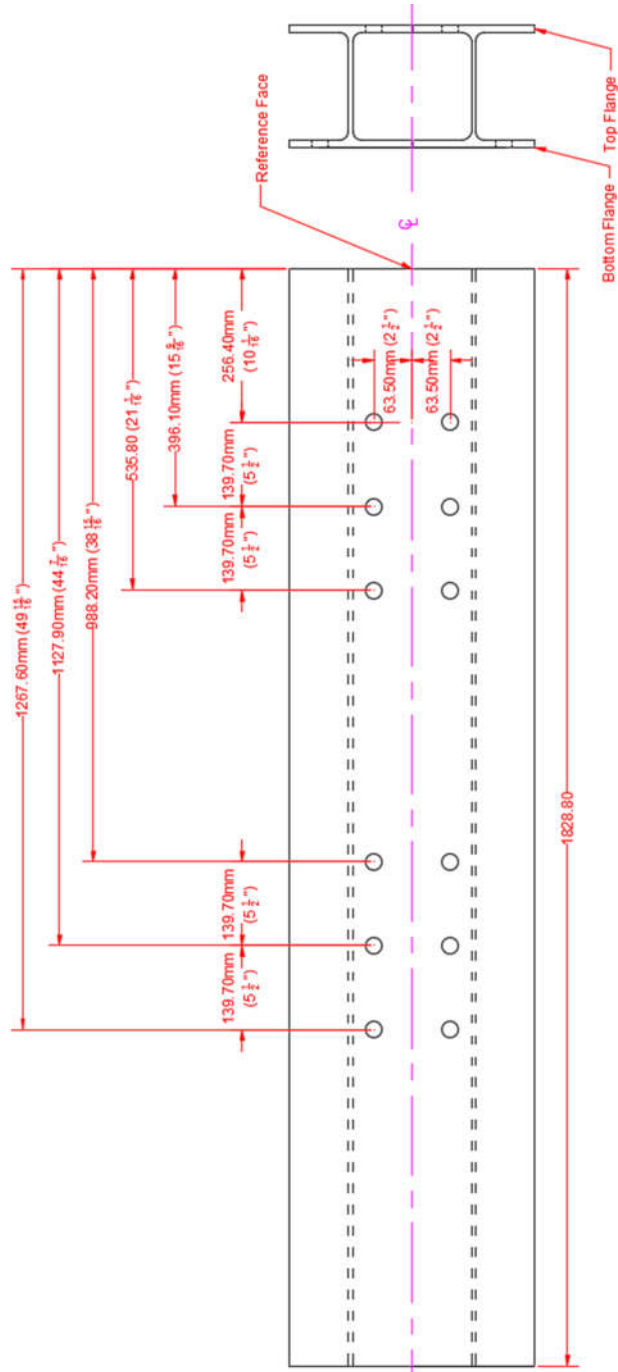 Reference Face
Top Flange
Bottom Flange
℄
1267.60mm (49 15/16")
1127.90mm (44 7/16")
988.20mm (38 15/16")
535.80 (21 1/16")
396.10mm (15 9/16")
256.40mm
(10 1/16")
139.70mm
(5 1/2")
139.70mm
(5 1/2")
139.70mm
(5 1/2")
139.70mm
(5 1/2")
63.50mm (2 1/2")
63.50mm (2 1/2")
1828.80